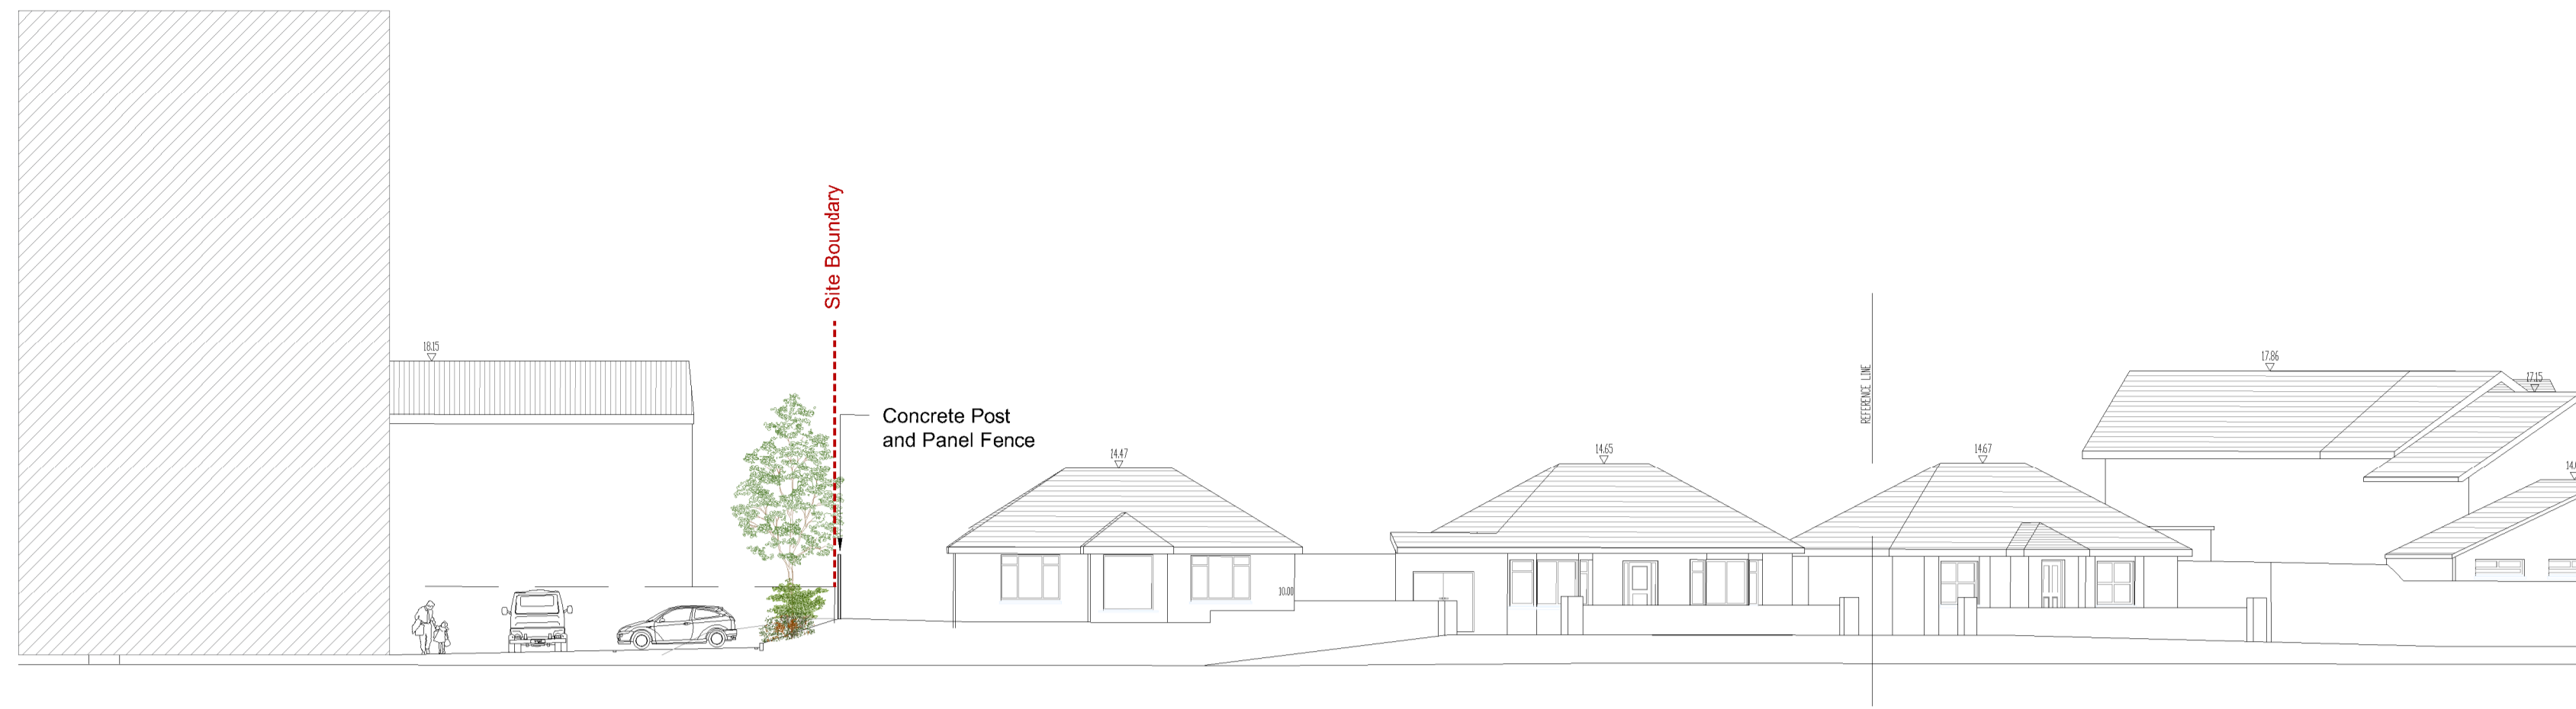 Site Boundary
18.15
Concrete Post
and Panel Fence
14.47
10.00
14.65
REFERENCE LINE
14.67
17.86
17.15